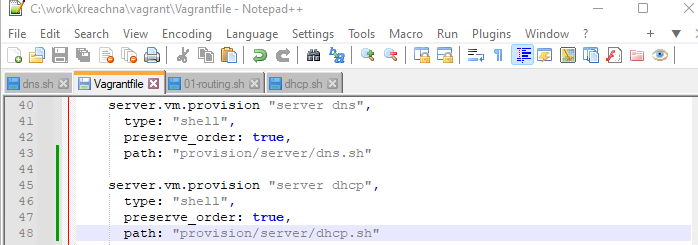 C:\work\kreachna\vagrant\Vagrantfile - Notepad++
File Edit Search View Encoding Language Settings Tools Macro Run Plugins Window ? + ▼ X
dns.sh Vagrantfile 01-routing.sh dhcp.sh
40 server.vm.provision "server dns",
41 type: "shell",
42 preserve_order: true,
43 path: "provision/server/dns.sh"
44
45 server.vm.provision "server dhcp",
46 type: "shell",
47 preserve_order: true,
48 path: "provision/server/dhcp.sh"